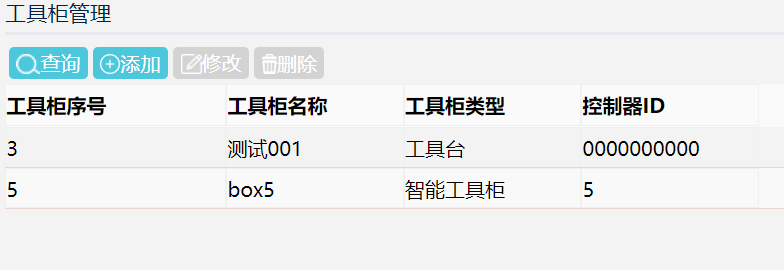 工具柜管理
查询 添加 修改 删除
工具柜序号 工具柜名称 工具柜类型 控制器ID
3 测试001 工具台 0000000000
5 box5 智能工具柜 5